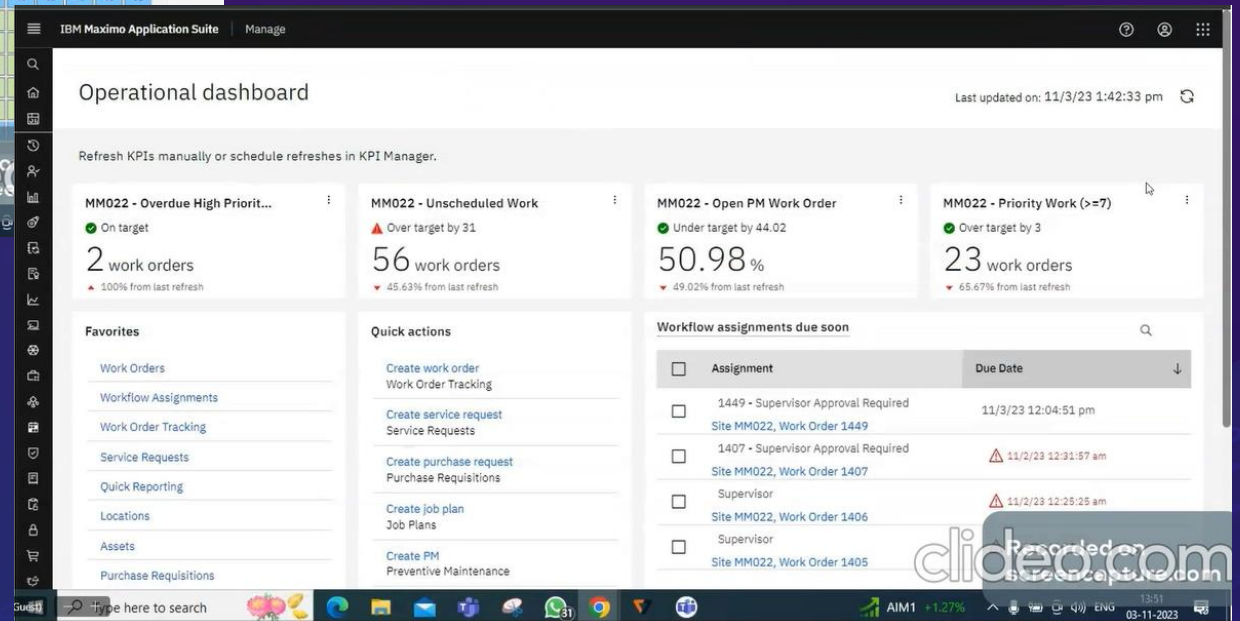 IBM Maximo Application Suite Manage
Operational dashboard
Last updated on: 11/3/23 1:42:33 pm
Refresh KPIs manually or schedule refreshes in KPI Manager.
MM022 - Overdue High Priorit...
On target
2 work orders
100% from last refresh
MM022 - Unscheduled Work
Over target by 31
56 work orders
45.63% from last refresh
MM022 - Open PM Work Order
Under target by 44.02
50.98 %
49.02% from last refresh
MM022 - Priority Work (>=7)
Over target by 3
23 work orders
65.67% from last refresh
Favorites
Work Orders
Workflow Assignments
Work Order Tracking
Service Requests
Quick Reporting
Locations
Assets
Purchase Requisitions
Quick actions
Create work order
Work Order Tracking
Create service request
Service Requests
Create purchase request
Purchase Requisitions
Create job plan
Job Plans
Create PM
Preventive Maintenance
Workflow assignments due soon
Assignment Due Date
1449 - Supervisor Approval Required
Site MM022, Work Order 1449
11/3/23 12:04:51 pm
1407 - Supervisor Approval Required
Site MM022, Work Order 1407
11/2/23 12:31:57 am
Supervisor
Site MM022, Work Order 1406
11/2/23 12:25:25 am
Supervisor
Site MM022, Work Order 1405
clideo.com
Recorded on
screencapture.com
Guest)
Type here to search
31
AIM1 +1.27%
ENG
13:51
03-11-2023